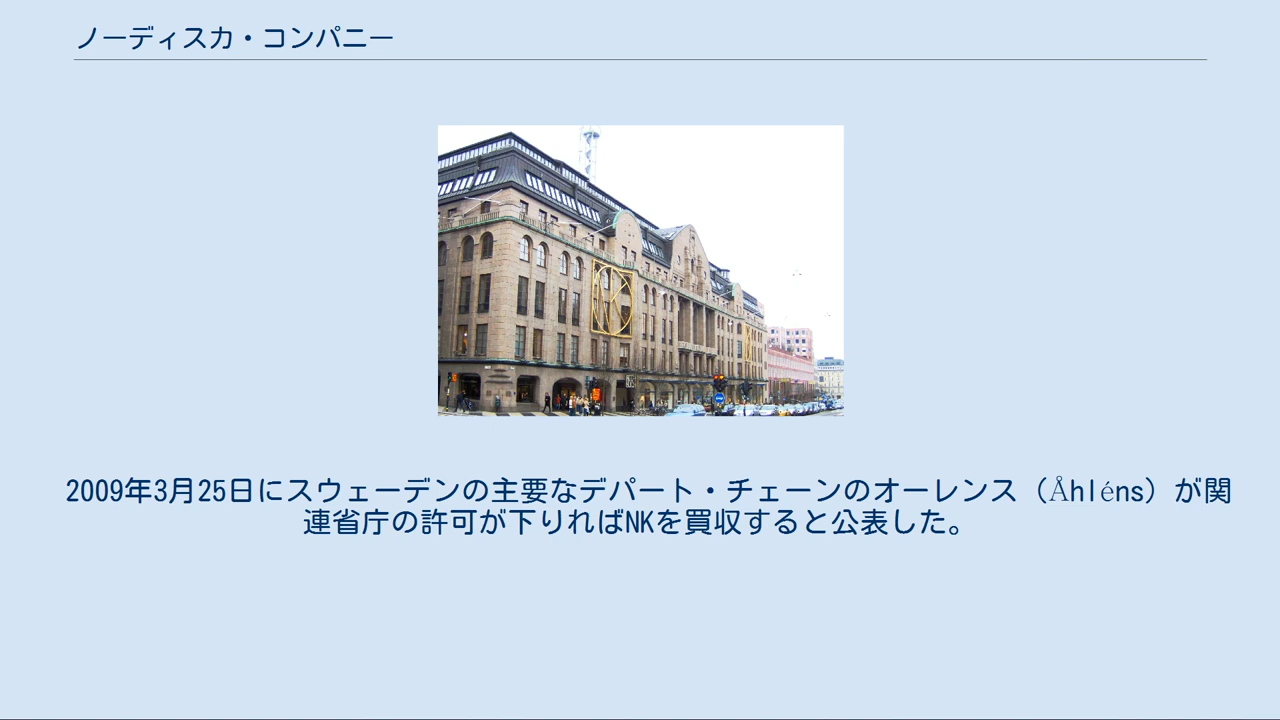 ノーディスカ・コンパニー
NK
2009年3月25日にスウェーデンの主要なデパート・チェーンのオーレンス（Åhléns）が関
連省庁の許可が下りればNKを買収すると公表した。